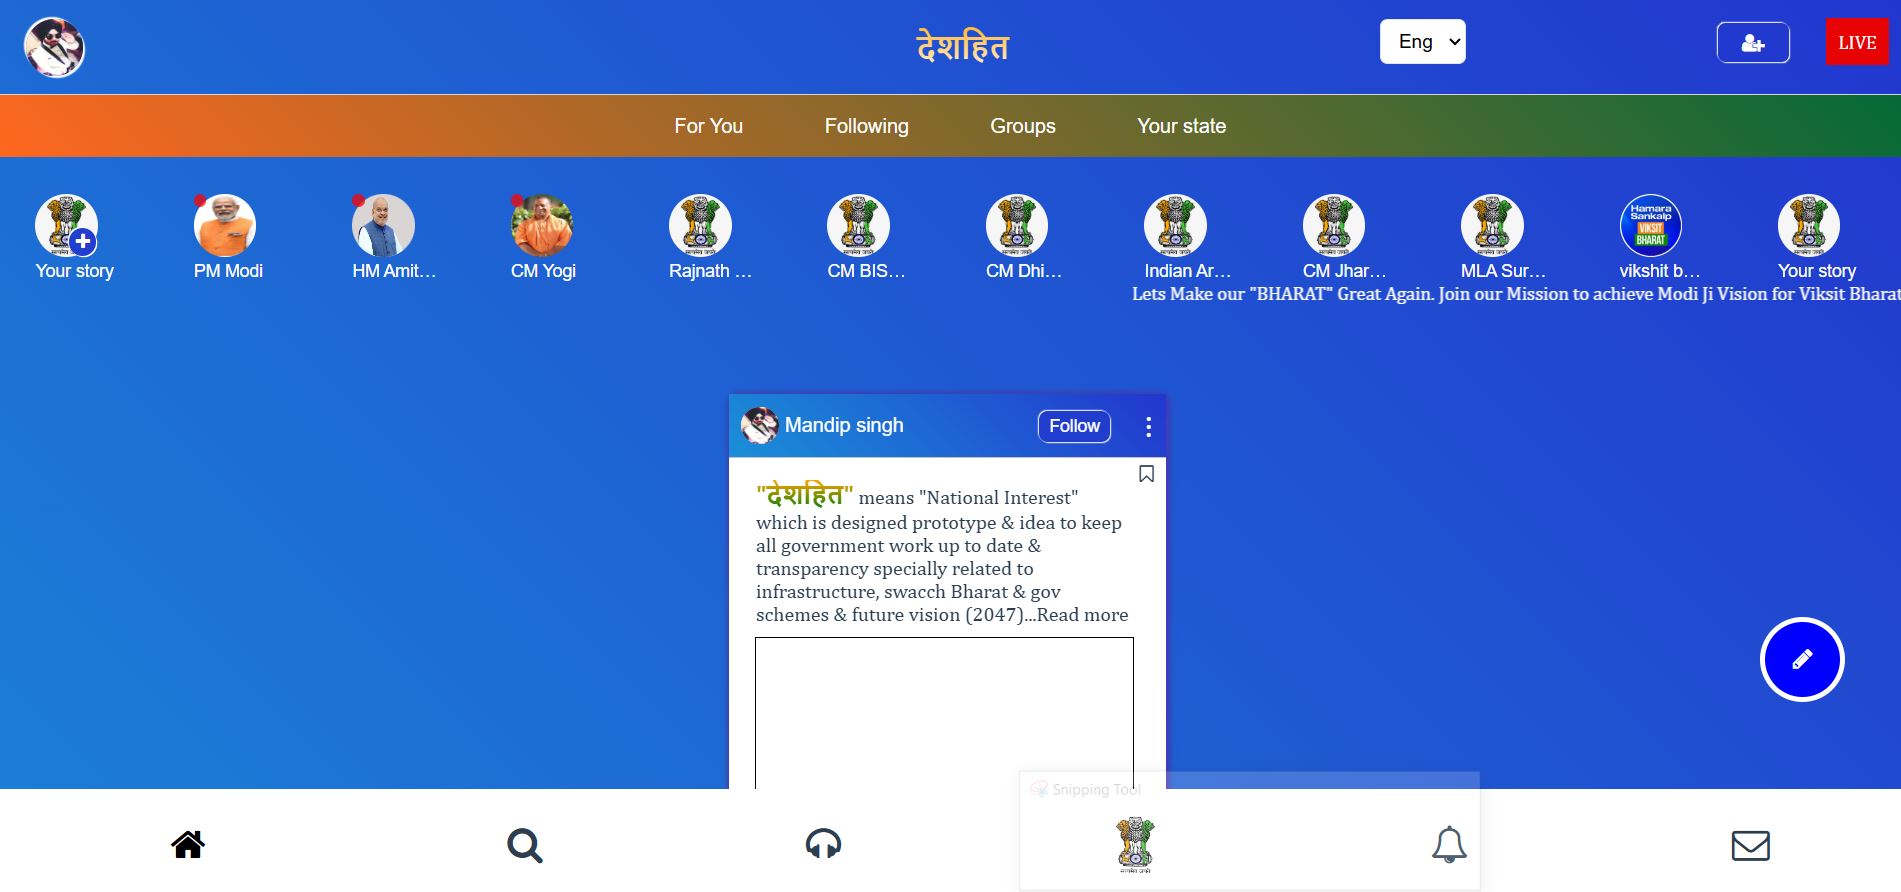 देशहित
Eng
LIVE
For You
Following
Groups
Your state
Your story
PM Modi
HM Amit...
CM Yogi
Rajnath ...
CM BIS...
CM Dhi...
Indian Ar...
CM Jhar...
MLA Sur...
Hamara
Sankalp
VIKSIT
BHARAT
vikshit b...
Your story
Lets Make our "BHARAT" Great Again. Join our Mission to achieve Modi Ji Vision for Viksit Bharat
Mandip singh
Follow
"देशहित" means "National Interest"
which is designed prototype & idea to keep
all government work up to date &
transparency specially related to
infrastructure, swacch Bharat & gov
schemes & future vision (2047)...Read more
Snipping Tool
सत्यमेव जयते